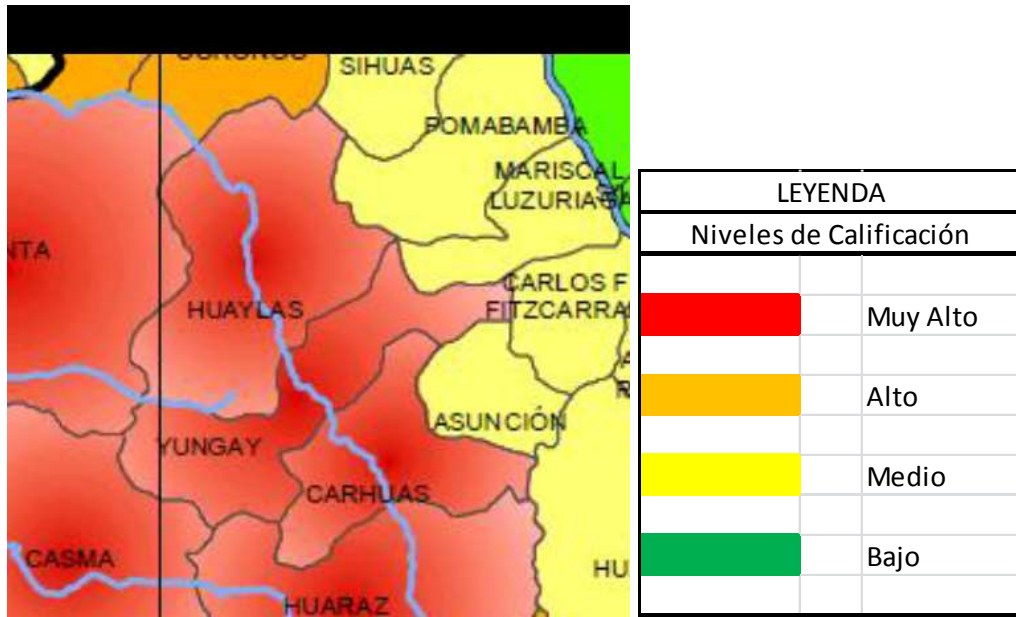 SIHUAS
POMABAMBA
MARISCAL
LUZURIAGA
NTA
CARLOS F
FITZCARRA
HUAYLAS
ASUNCIÓN
YUNGAY
CARHUAS
CASMA
HU
HUARAZ
LEYENDA
Niveles de Calificación
Muy Alto
Alto
Medio
Bajo